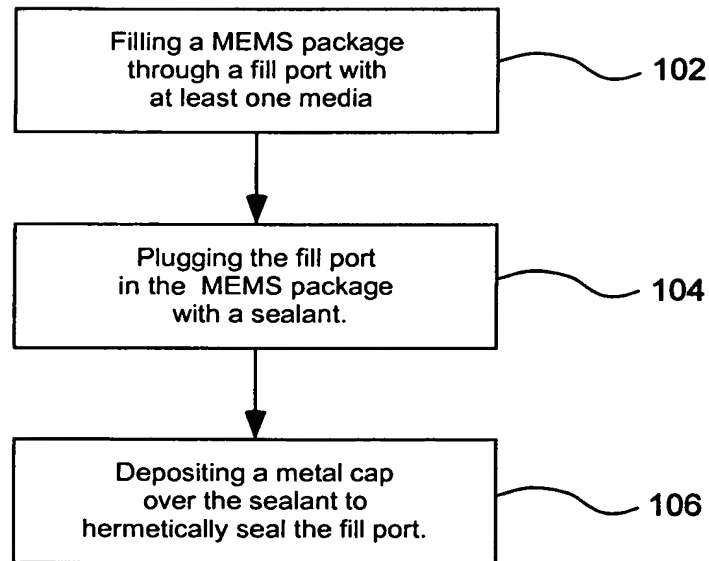 Filling a MEMS package
through a fill port with
at least one media
102
Plugging the fill port
in the MEMS package
with a sealant.
104
Depositing a metal cap
over the sealant to
hermetically seal the fill port.
106